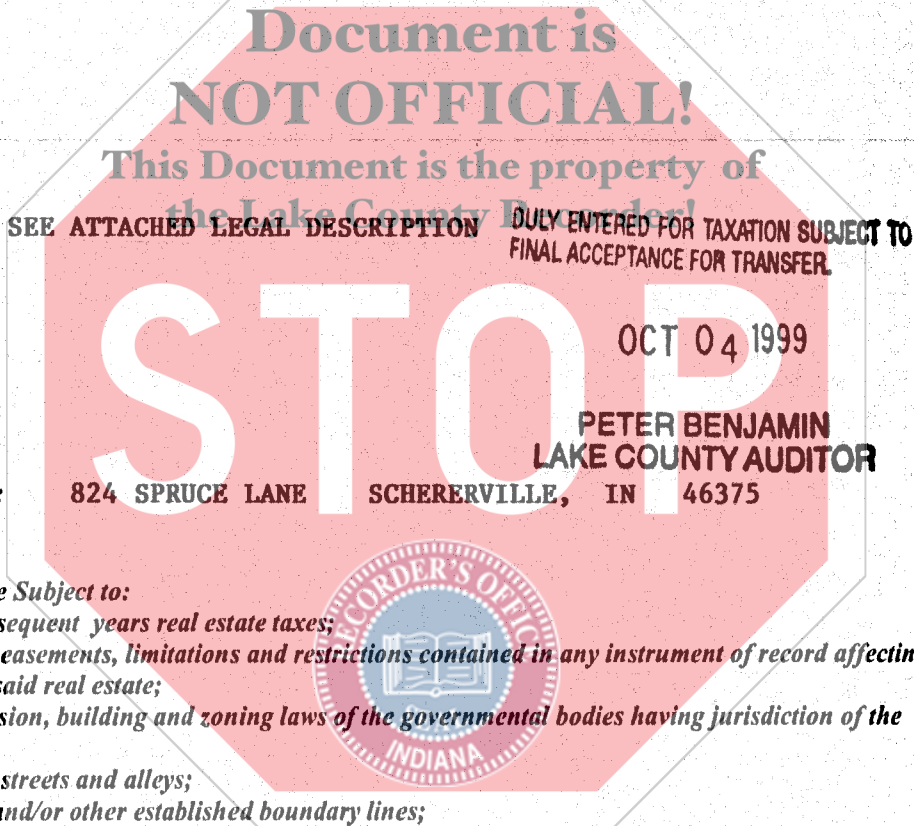 Document is
NOT OFFICIAL!
This Document is the property of
the Lake County Recorder!
SEE ATTACHED LEGAL DESCRIPTION
DULY ENTERED FOR TAXATION SUBJECT TO
FINAL ACCEPTANCE FOR TRANSFER.
STOP
OCT 04 1999
PETER BENJAMIN
LAKE COUNTY AUDITOR
824 SPRUCE LANE SCHERERVILLE, IN 46375
RECORDER'S OFFICE
INDIANA
e Subject to:
sequent years real estate taxes;
easements, limitations and restrictions contained in any instrument of record affectin
said real estate;
sion, building and zoning laws of the governmental bodies having jurisdiction of the
streets and alleys;
and/or other established boundary lines;